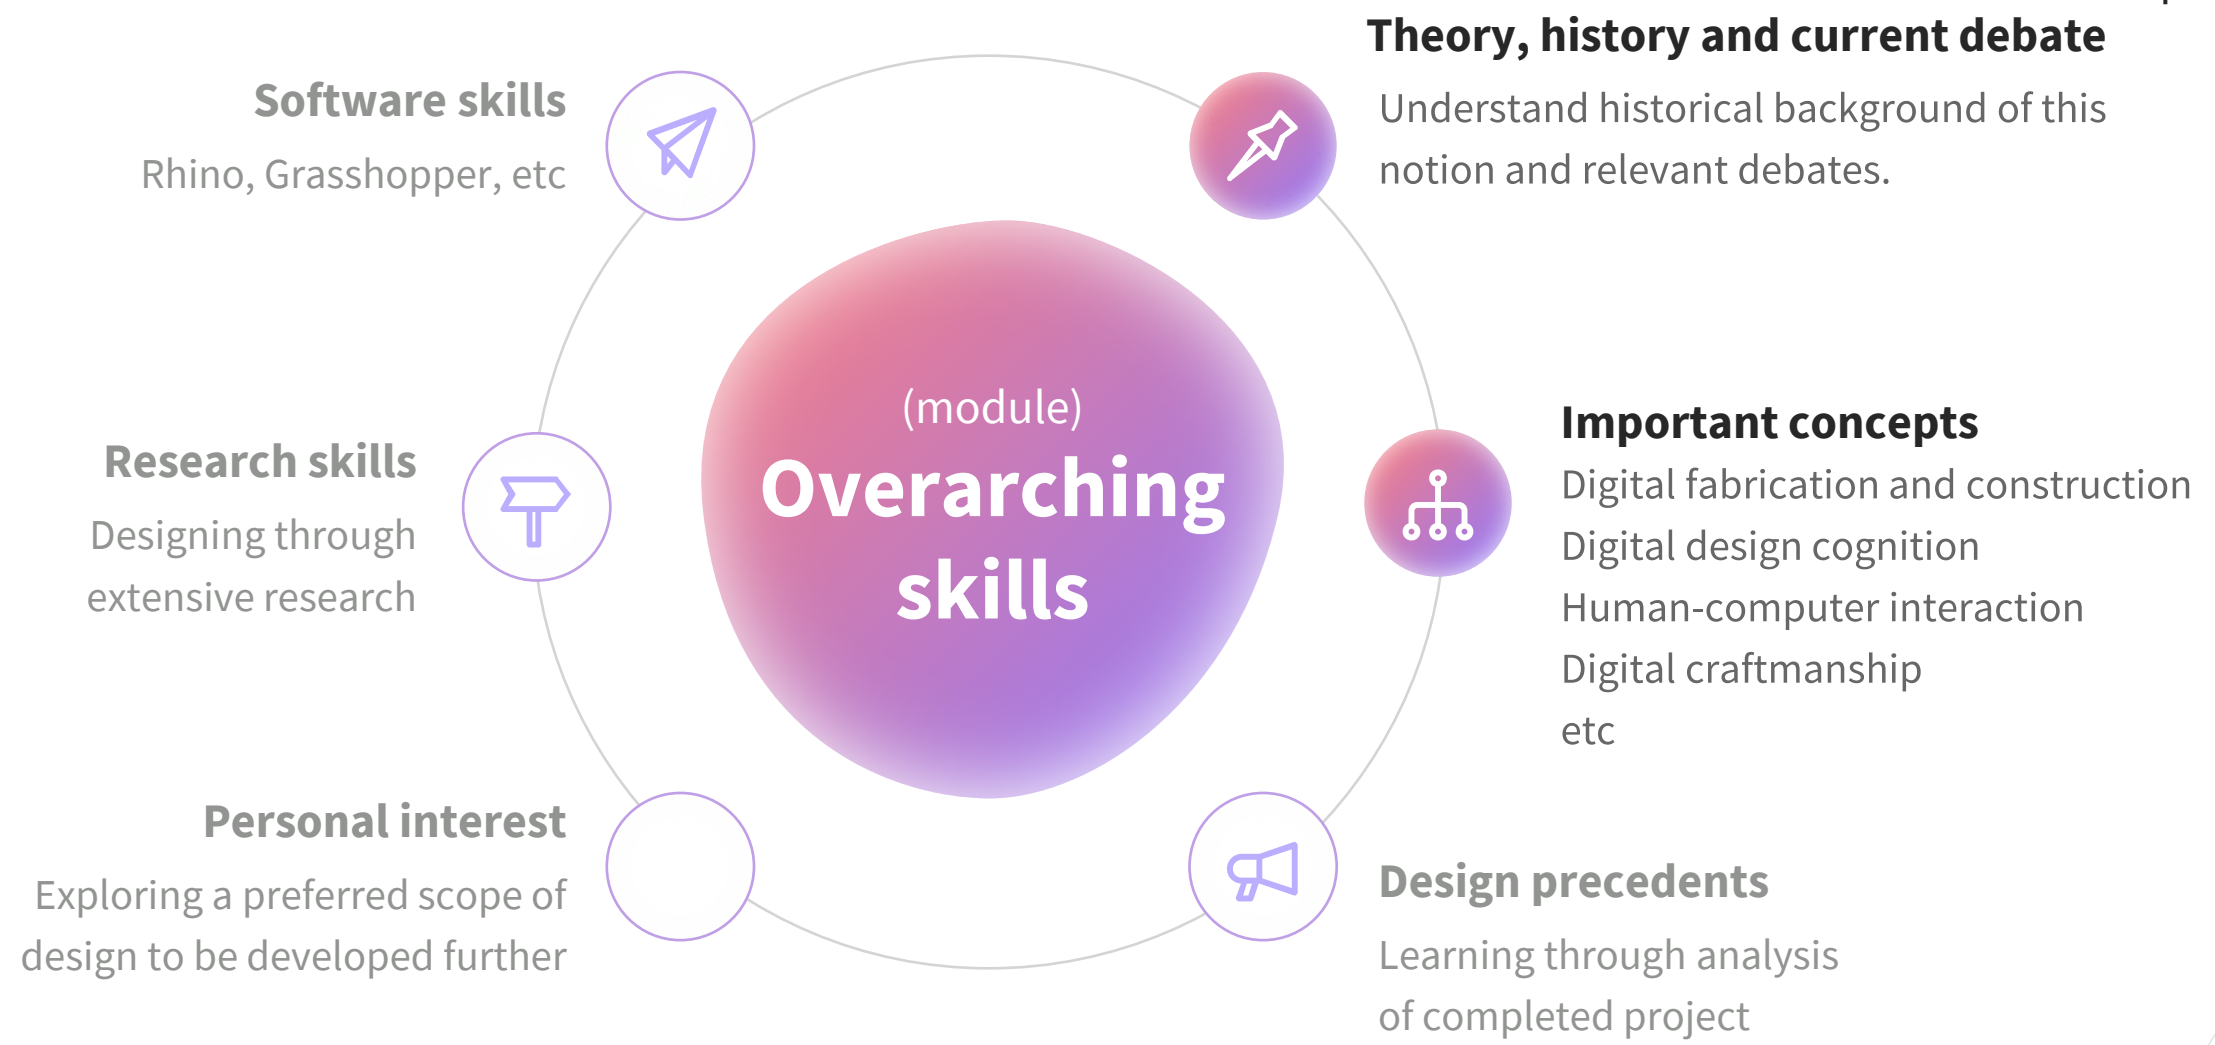 Theory, history and current debate
Understand historical background of this
notion and relevant debates.
Software skills
Rhino, Grasshopper, etc
(module)
Overarching
skills
Important concepts
Digital fabrication and construction
Digital design cognition
Human-computer interaction
Digital craftmanship
etc
Research skills
Designing through
extensive research
Personal interest
Exploring a preferred scope of
design to be developed further
Design precedents
Learning through analysis
of completed project